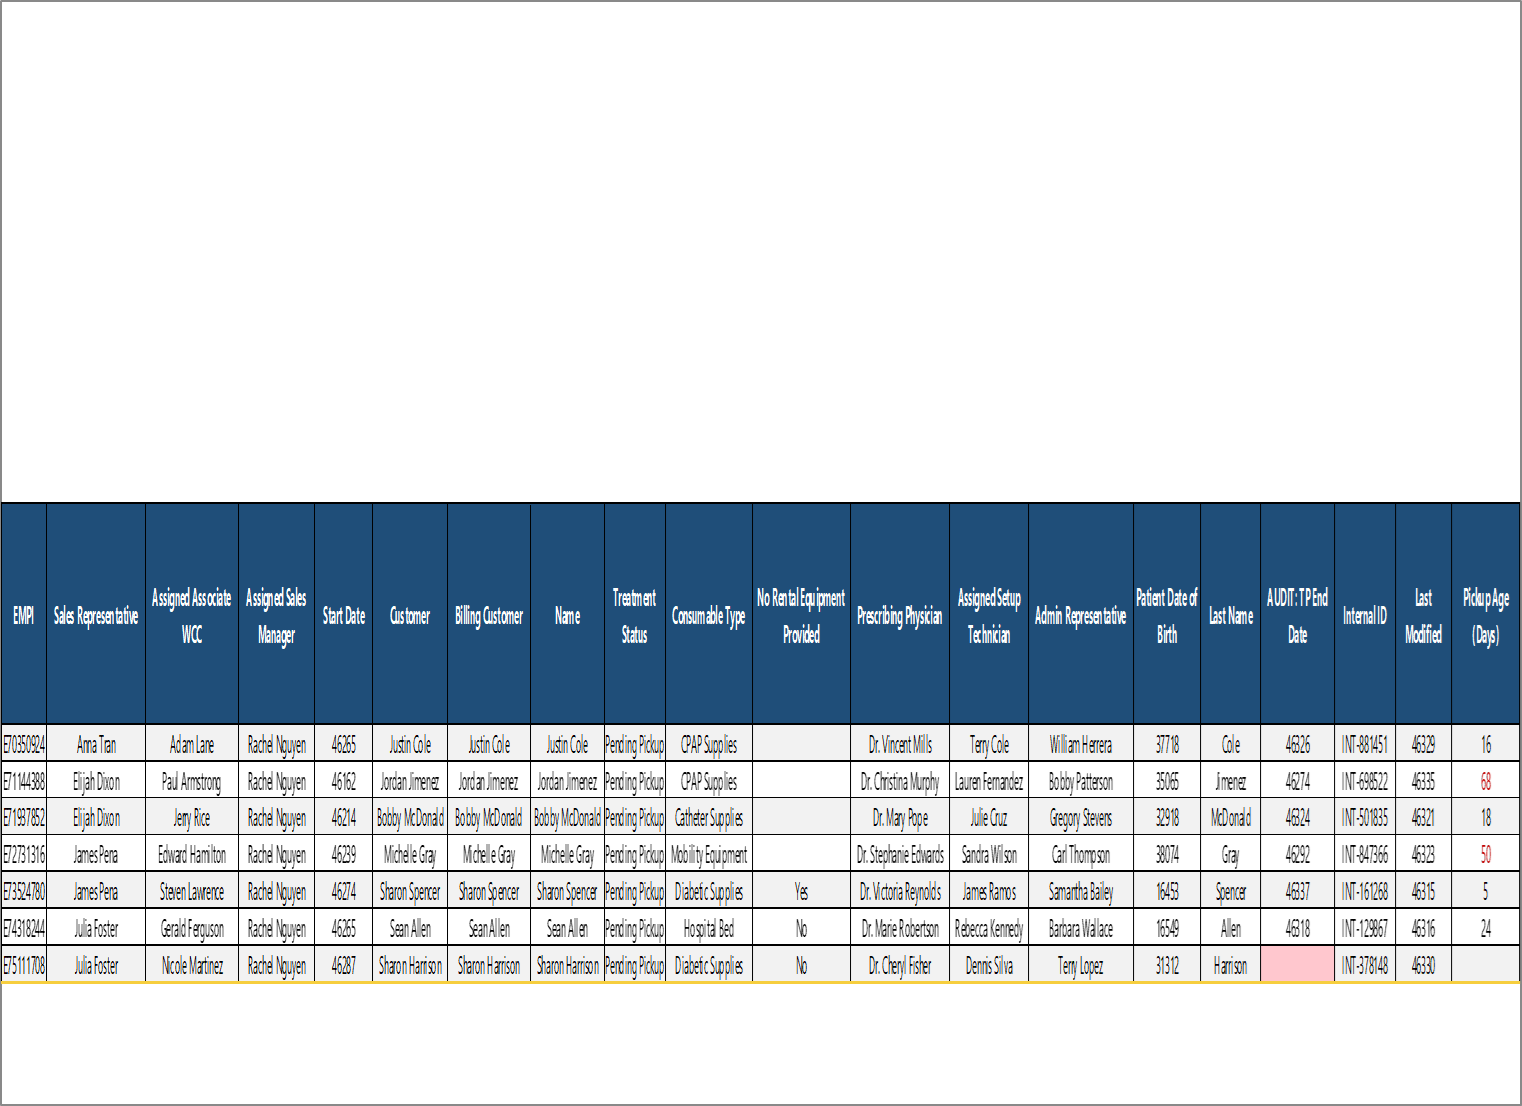 EMPI Sales Representative Assigned Associate WCC Assigned Sales Manager Start Date Customer Billing Customer Name Treatment Status Consumable Type No Rental Equipment Provided Prescribing Physician Assigned Setup Technician Admin Representative Patient Date of Birth Last Name AUDIT: TP End Date Internal ID Last Modified Pickup Age (Days)
E70350924 Anna Tran Adam Lane Rachel Nguyen 46265 Justin Cole Justin Cole Justin Cole Pending Pickup CPAP Supplies Dr. Vincent Mills Terry Cole William Herrera 37718 Cole 46326 INT-881451 46329 16
E71144388 Elijah Dixon Paul Armstrong Rachel Nguyen 46162 Jordan Jimenez Jordan Jimenez Jordan Jimenez Pending Pickup CPAP Supplies Dr. Christina Murphy Lauren Fernandez Bobby Patterson 35065 Jimenez 46274 INT-698522 46335 68
E71937852 Elijah Dixon Jerry Rice Rachel Nguyen 46214 Bobby McDonald Bobby McDonald Bobby McDonald Pending Pickup Catheter Supplies Dr. Mary Pope Julie Cruz Gregory Stevens 32918 McDonald 46324 INT-501835 46321 18
E72731316 James Pena Edward Hamilton Rachel Nguyen 46239 Michelle Gray Michelle Gray Michelle Gray Pending Pickup Mobility Equipment Dr. Stephanie Edwards Sandra Wilson Carl Thompson 38074 Gray 46292 INT-847366 46323 50
E73524780 James Pena Steven Lawrence Rachel Nguyen 46274 Sharon Spencer Sharon Spencer Sharon Spencer Pending Pickup Diabetic Supplies Yes Dr. Victoria Reynolds James Ramos Samantha Bailey 16453 Spencer 46337 INT-161268 46315 5
E74318244 Julia Foster Gerald Ferguson Rachel Nguyen 46265 Sean Allen Sean Allen Sean Allen Pending Pickup Hospital Bed No Dr. Marie Robertson Rebecca Kennedy Barbara Wallace 16549 Allen 46318 INT-129867 46316 24
E75111708 Julia Foster Nicole Martinez Rachel Nguyen 46287 Sharon Harrison Sharon Harrison Sharon Harrison Pending Pickup Diabetic Supplies No Dr. Cheryl Fisher Dennis Silva Terry Lopez 31312 Harrison INT-378148 46330